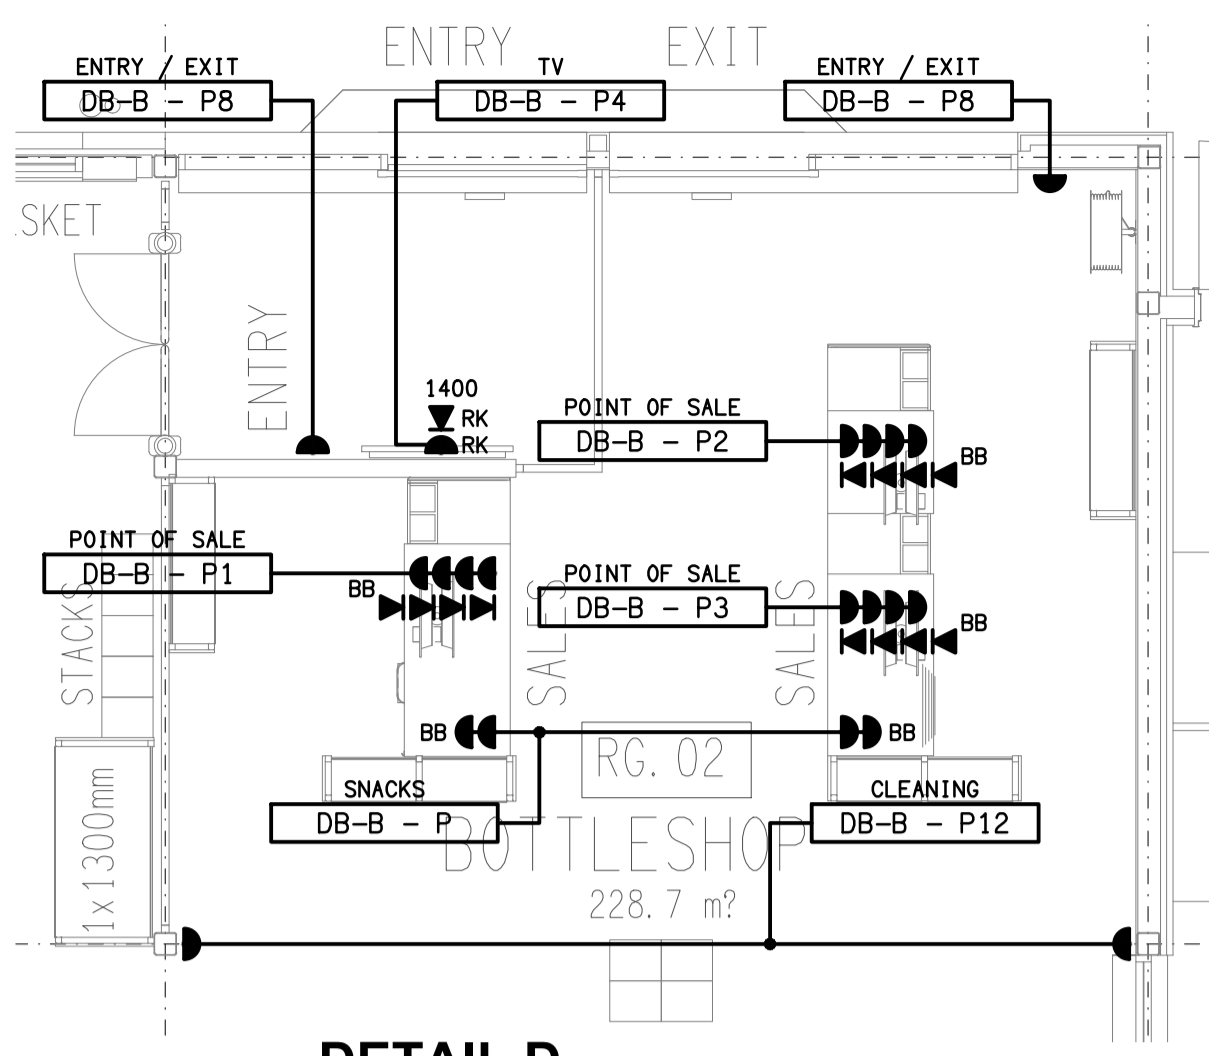 ENTRY
EXIT
ENTRY / EXIT
DB-B - P8
TV
DB-B - P4
ENTRY / EXIT
DB-B - P8
SKET
ENTRY
1400
RK
RK
POINT OF SALE
DB-B - P2
BB
POINT OF SALE
DB-B - P1
BB
POINT OF SALE
DB-B - P3
BB
STACKS
SALES
SALES
BB
BB
RG. 02
SNACKS
DB-B - P
CLEANING
DB-B - P12
BOTTLESHOP
228.7 m?
1x1300mm
DETAIL